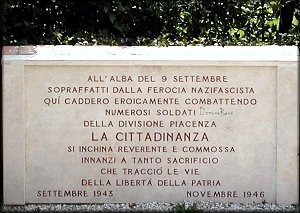 ALL'ALBA DEL 9 SETTEMBRE
SOPRAFFATTI DALLA FEROCIA NAZIFASCISTA
QUI CADDERO EROICAMENTE COMBATTENDO
NUMEROSI SOLDATI
DELLA DIVISIONE PIACENZA
LA CITTADINANZA
SI INCHINA REVERENTE E COMMOSSA
INNANZI A TANTO SACRIFICIO
CHE TRACCIÒ LE VIE
DELLA LIBERTÀ DELLA PATRIA
SETTEMBRE 1943 NOVEMBRE 1946